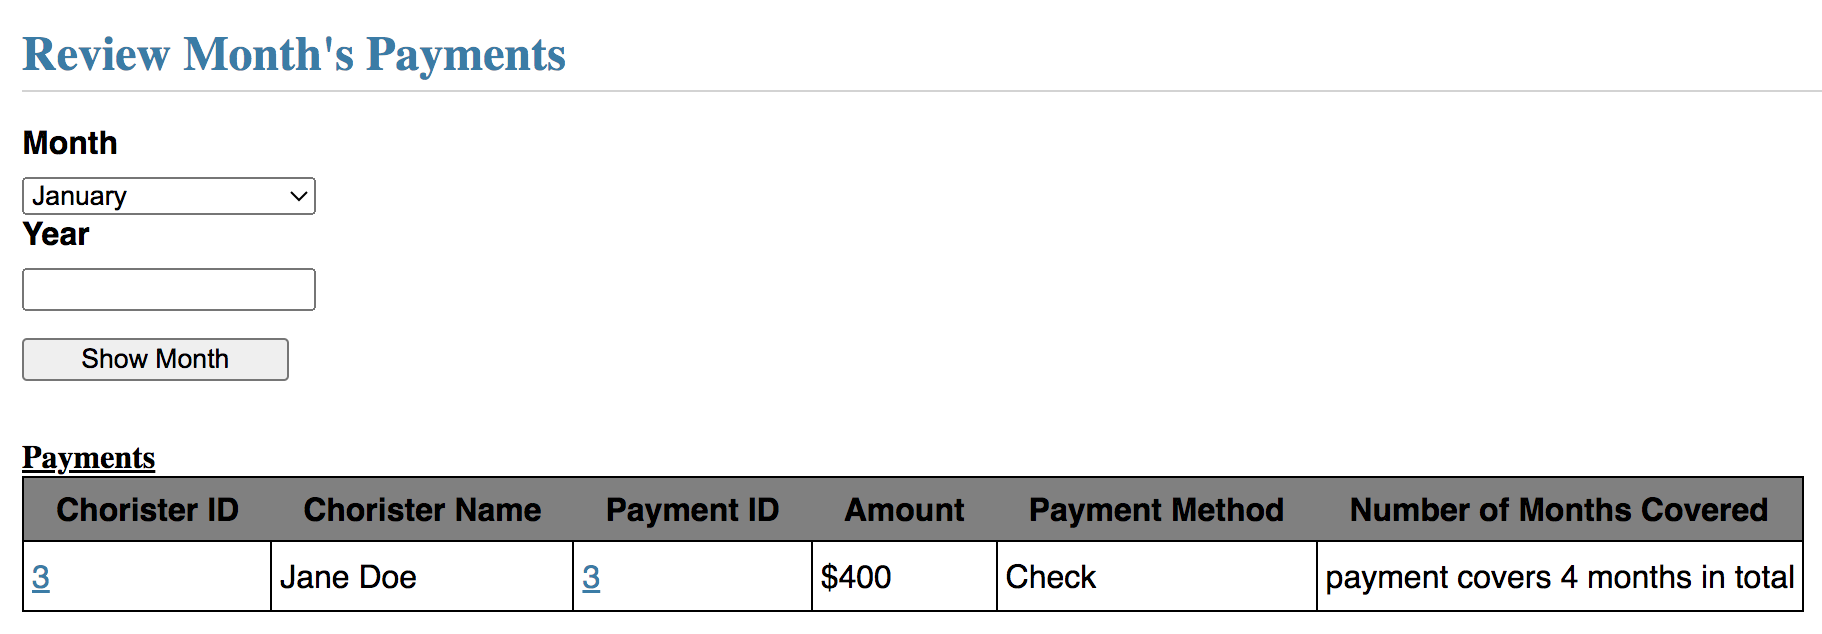 Review Month's Payments
Month
January
Year
Show Month
Payments
Chorister ID Chorister Name Payment ID Amount Payment Method Number of Months Covered
3 Jane Doe 3 $400 Check payment covers 4 months in total